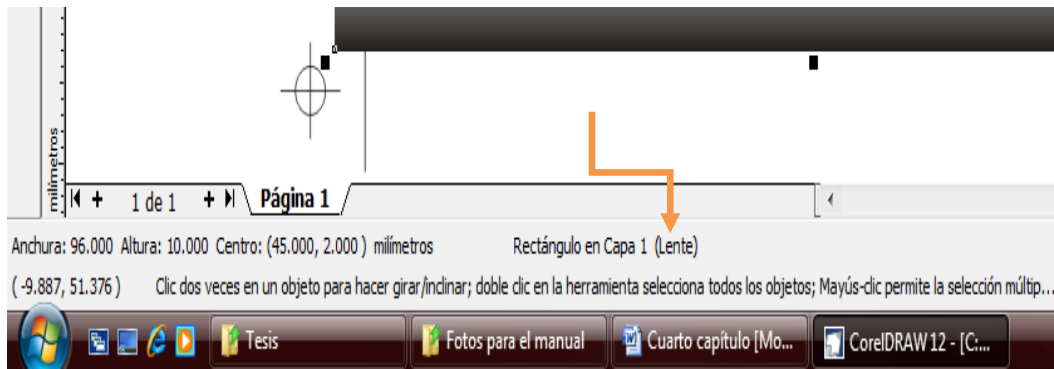 milímetros
1 de 1 Página 1
Anchura: 96.000 Altura: 10.000 Centro: (45.000, 2.000 ) milímetros Rectángulo en Capa 1 (Lente)
( -9.887, 51.376 ) Clic dos veces en un objeto para hacer girar/inclinar; doble clic en la herramienta selecciona todos los objetos; Mayús-clic permite la selección múltip...
Tesis Fotos para el manual Cuarto capítulo [Mo... CorelDRAW 12 - [C:...